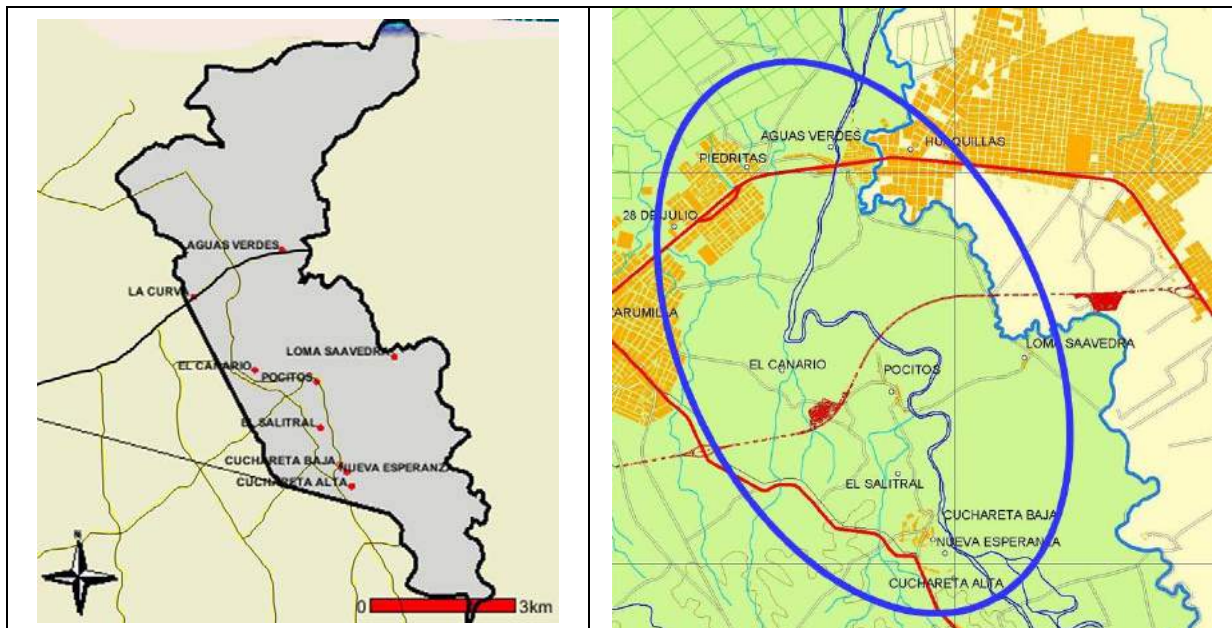 AGUAS VERDES
LA CURVA
LOMA SAAVEDRA
EL CANARIO
POCITOS
EL SALITRAL
CUCHARETA BAJA
NUEVA ESPERANZA
CUCHARETA ALTA
N
0 3km
AGUAS VERDES
HUAQUILLAS
PIEDRITAS
28 DE JULIO
ZARUMILLA
LOMA SAAVEDRA
EL CANARIO
POCITOS
EL SALITRAL
CUCHARETA BAJA
NUEVA ESPERANZA
CUCHARETA ALTA